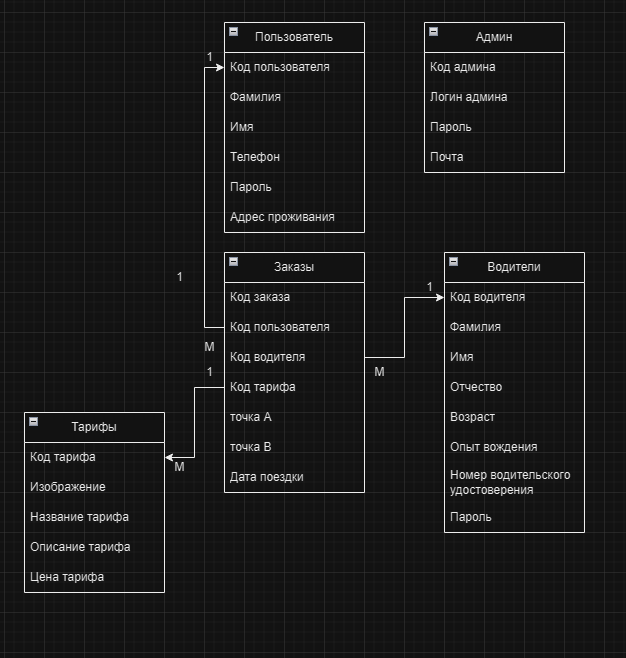 Пользователь
Код пользователя
Фамилия
Имя
Телефон
Пароль
Адрес проживания
Админ
Код админа
Логин админа
Пароль
Почта
1
1
М
1
Заказы
Код заказа
Код пользователя
Код водителя
Код тарифа
точка А
точка В
Дата поездки
1
М
Водители
Код водителя
Фамилия
Имя
Отчество
Возраст
Опыт вождения
Номер водительского
удостоверения
Пароль
М
Тарифы
Код тарифа
Изображение
Название тарифа
Описание тарифа
Цена тарифа